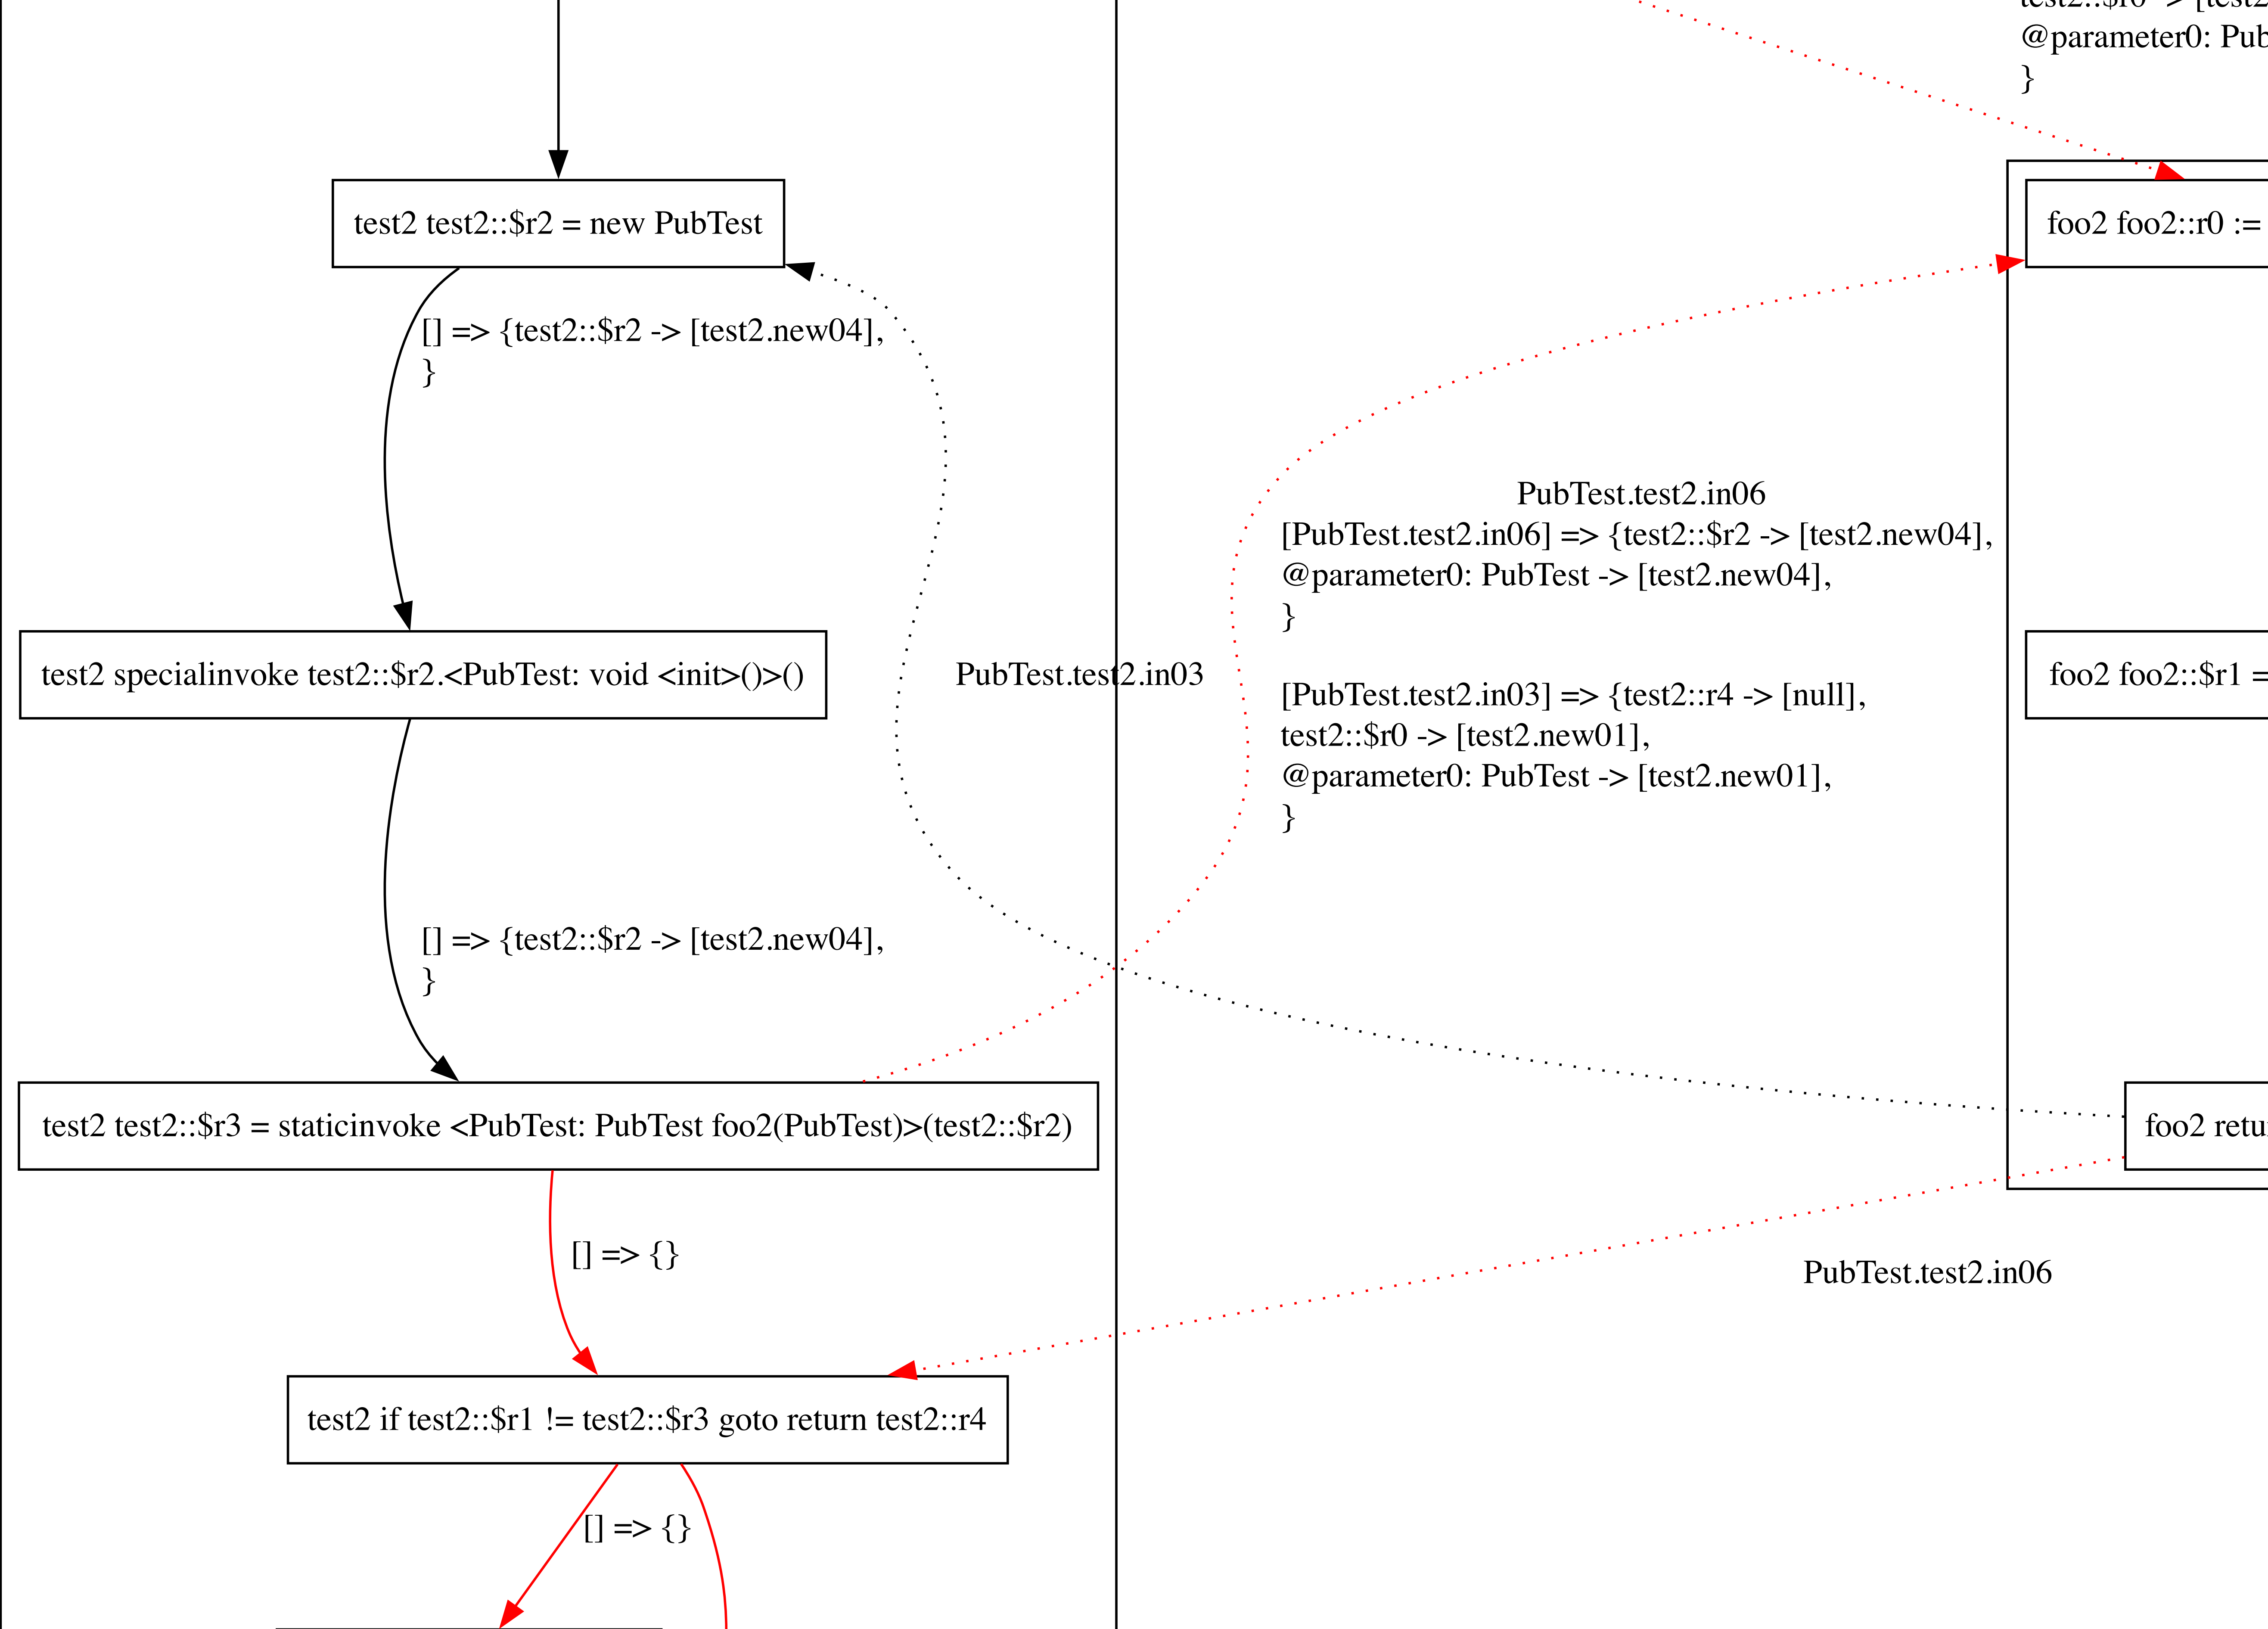 @parameter0: Pub
}
test2 test2::$r2 = new PubTest
foo2 foo2::r0 :=
[] => {test2::$r2 -> [test2.new04],
}
PubTest.test2.in06
[PubTest.test2.in06] => {test2::$r2 -> [test2.new04],
@parameter0: PubTest -> [test2.new04],
}
test2 specialinvoke test2::$r2.<PubTest: void <init>()>()
PubTest.test2.in03
[PubTest.test2.in03] => {test2::r4 -> [null],
test2::$r0 -> [test2.new01],
@parameter0: PubTest -> [test2.new01],
}
foo2 foo2::$r1 =
[] => {test2::$r2 -> [test2.new04],
}
test2 test2::$r3 = staticinvoke <PubTest: PubTest foo2(PubTest)>(test2::$r2)
foo2 retu
[] => {}
PubTest.test2.in06
test2 if test2::$r1 != test2::$r3 goto return test2::r4
[] => {}